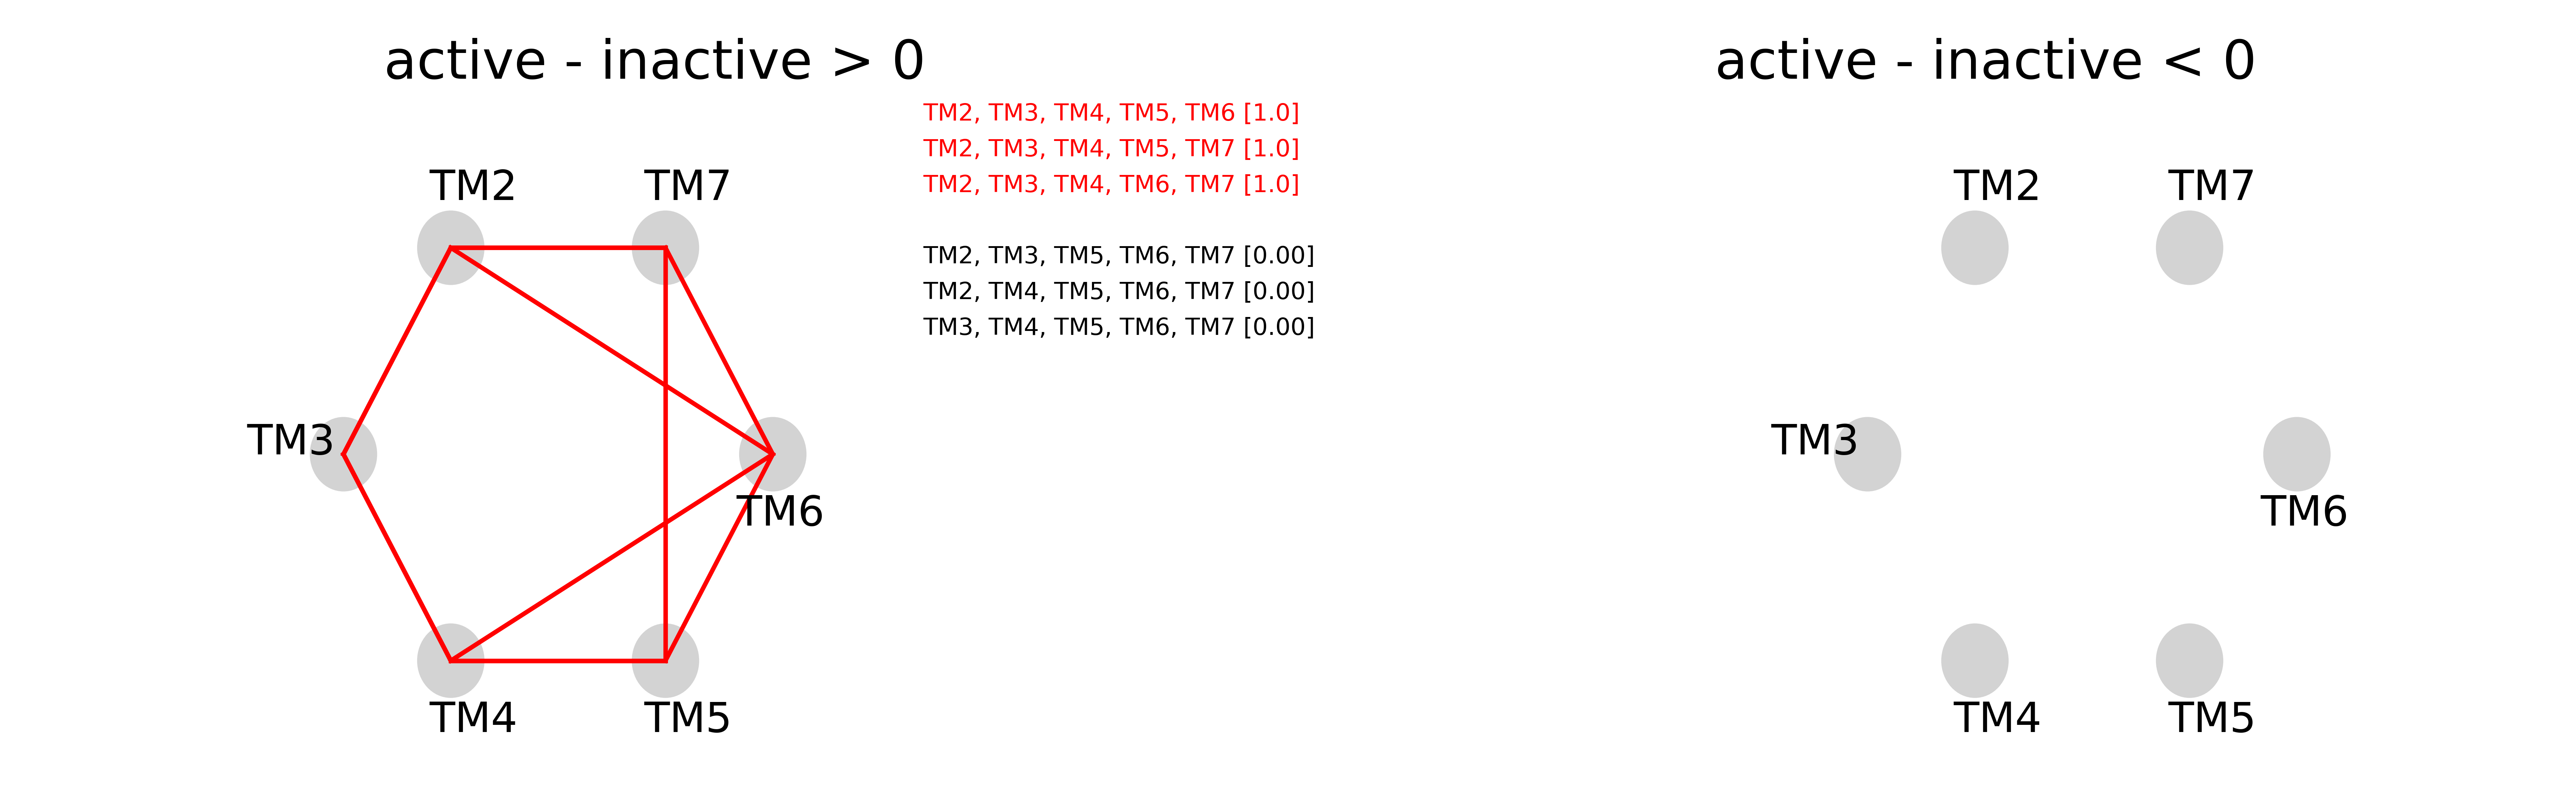 active - inactive > 0
TM2, TM3, TM4, TM5, TM6 [1.0]
TM2, TM3, TM4, TM5, TM7 [1.0]
TM2, TM3, TM4, TM6, TM7 [1.0]
TM2, TM3, TM5, TM6, TM7 [0.00]
TM2, TM4, TM5, TM6, TM7 [0.00]
TM3, TM4, TM5, TM6, TM7 [0.00]
TM2
TM7
TM3
TM6
TM4
TM5
active - inactive < 0
TM2
TM7
TM3
TM6
TM4
TM5